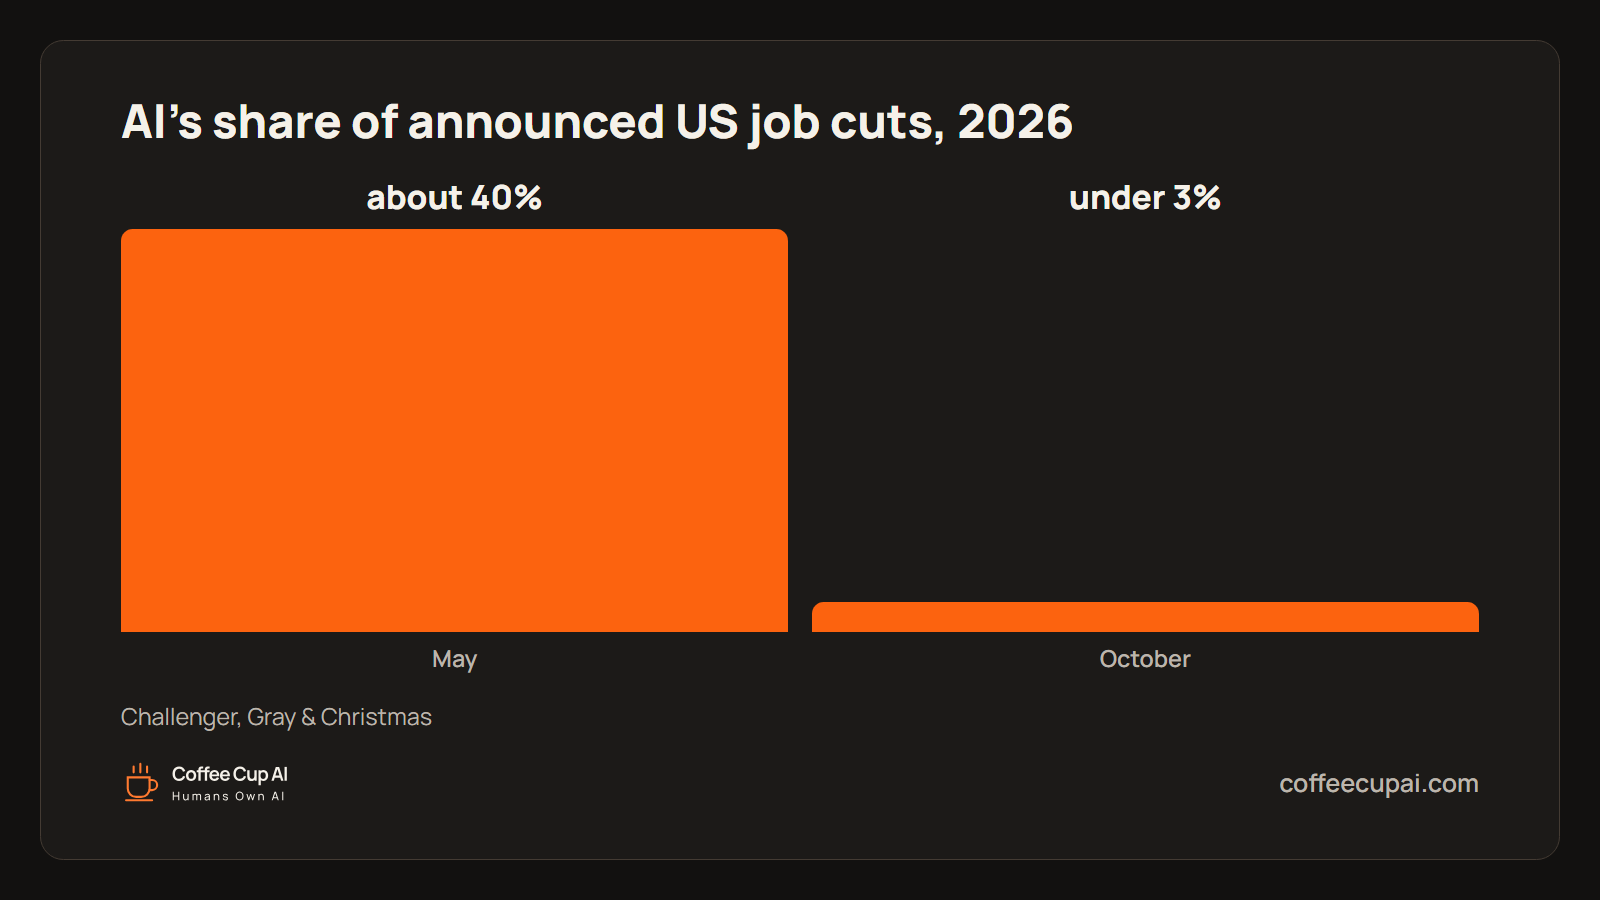 AI’s share of announced US job cuts, 2026
about 40%
under 3%
May
October
Challenger, Gray & Christmas
Coffee Cup AI
Humans Own AI
coffeecupai.com